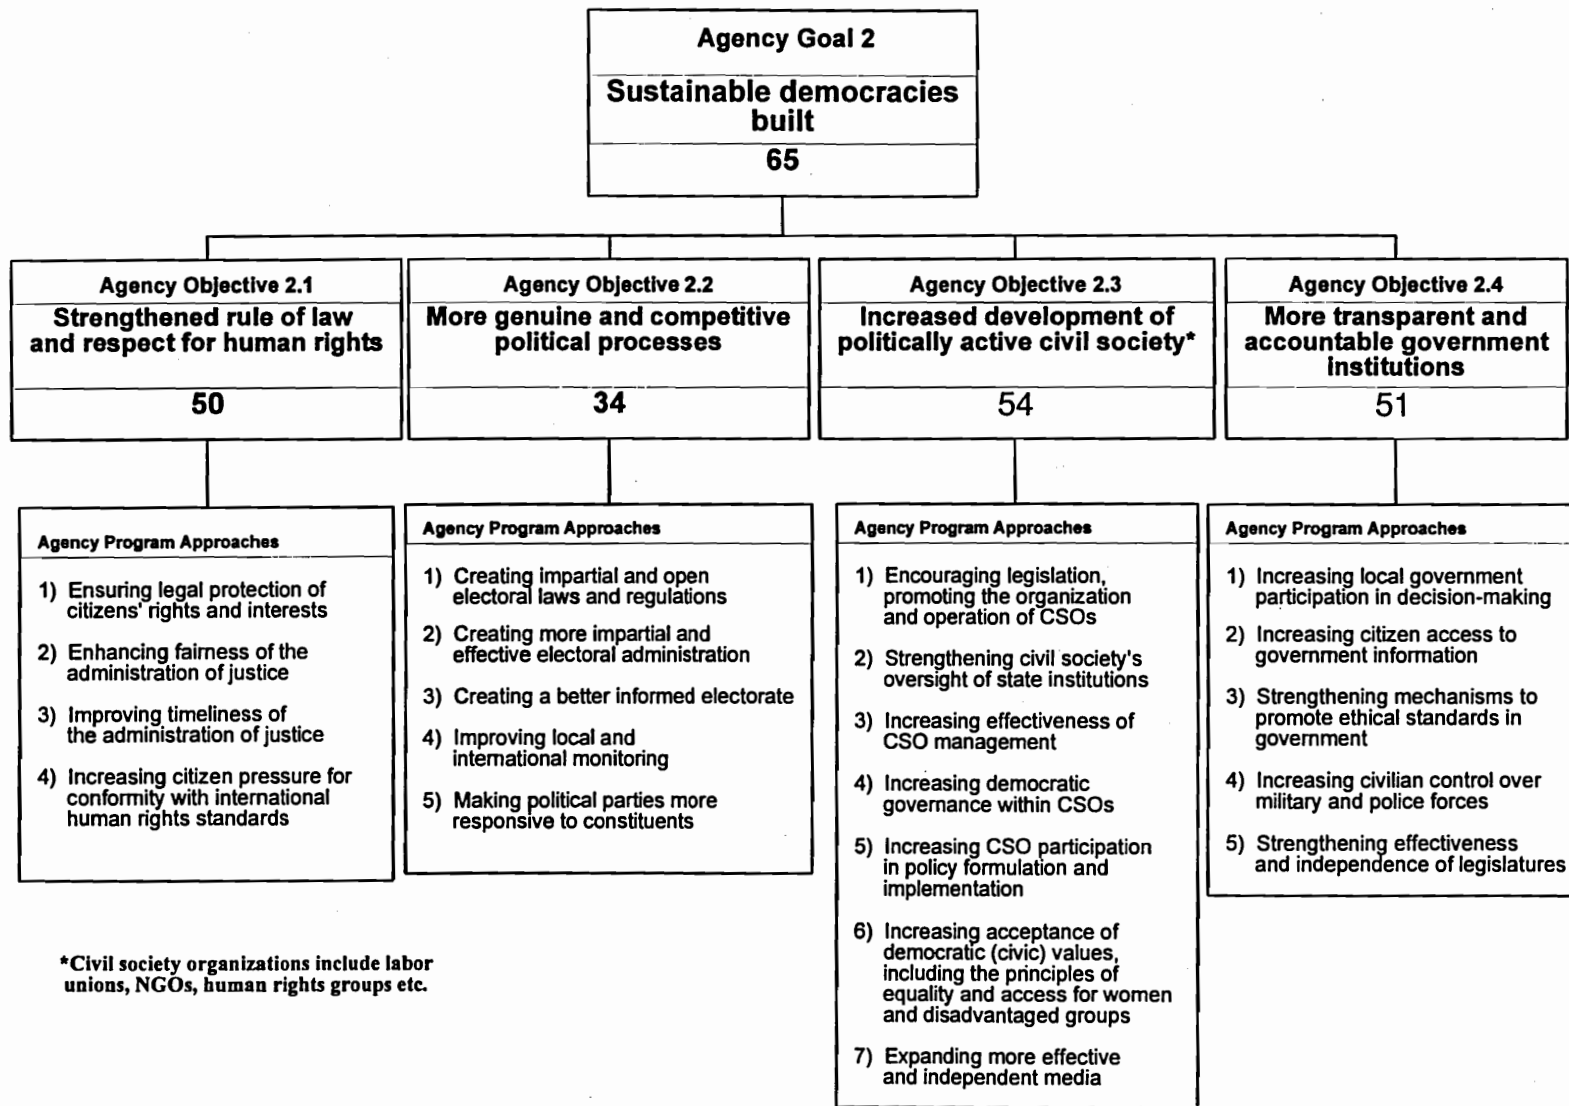 Agency Goal 2
Sustainable democracies
built
65
Agency Objective 2.1
Strengthened rule of law
and respect for human rights
50
Agency Objective 2.2
More genuine and competitive
political processes
34
Agency Objective 2.3
Increased development of
politically active civil society*
54
Agency Objective 2.4
More transparent and
accountable government
institutions
51
Agency Program Approaches
1) Ensuring legal protection of
citizens' rights and interests
2) Enhancing fairness of the
administration of justice
3) Improving timeliness of
the administration of justice
4) Increasing citizen pressure for
conformity with international
human rights standards
Agency Program Approaches
1) Creating impartial and open
electoral laws and regulations
2) Creating more impartial and
effective electoral administration
3) Creating a better informed electorate
4) Improving local and
international monitoring
5) Making political parties more
responsive to constituents
Agency Program Approaches
1) Encouraging legislation,
promoting the organization
and operation of CSOs
2) Strengthening civil society's
oversight of state institutions
3) Increasing effectiveness of
CSO management
4) Increasing democratic
governance within CSOs
5) Increasing CSO participation
in policy formulation and
implementation
6) Increasing acceptance of
democratic (civic) values,
including the principles of
equality and access for women
and disadvantaged groups
7) Expanding more effective
and independent media
Agency Program Approaches
1) Increasing local government
participation in decision-making
2) Increasing citizen access to
government information
3) Strengthening mechanisms to
promote ethical standards in
government
4) Increasing civilian control over
military and police forces
5) Strengthening effectiveness
and independence of legislatures
*Civil society organizations include labor
unions, NGOs, human rights groups etc.